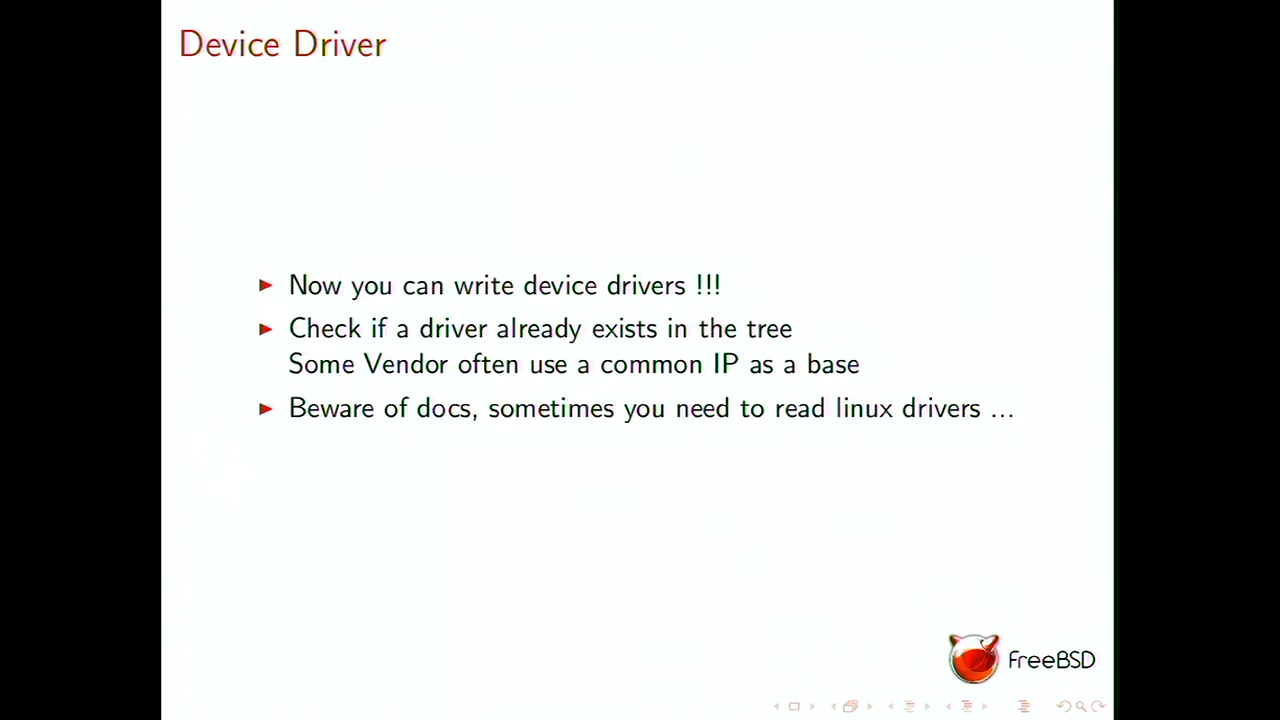 Device Driver
Now you can write device drivers !!!
Check if a driver already exists in the tree
Some Vendor often use a common IP as a base
Beware of docs, sometimes you need to read linux drivers ...
FreeBSD